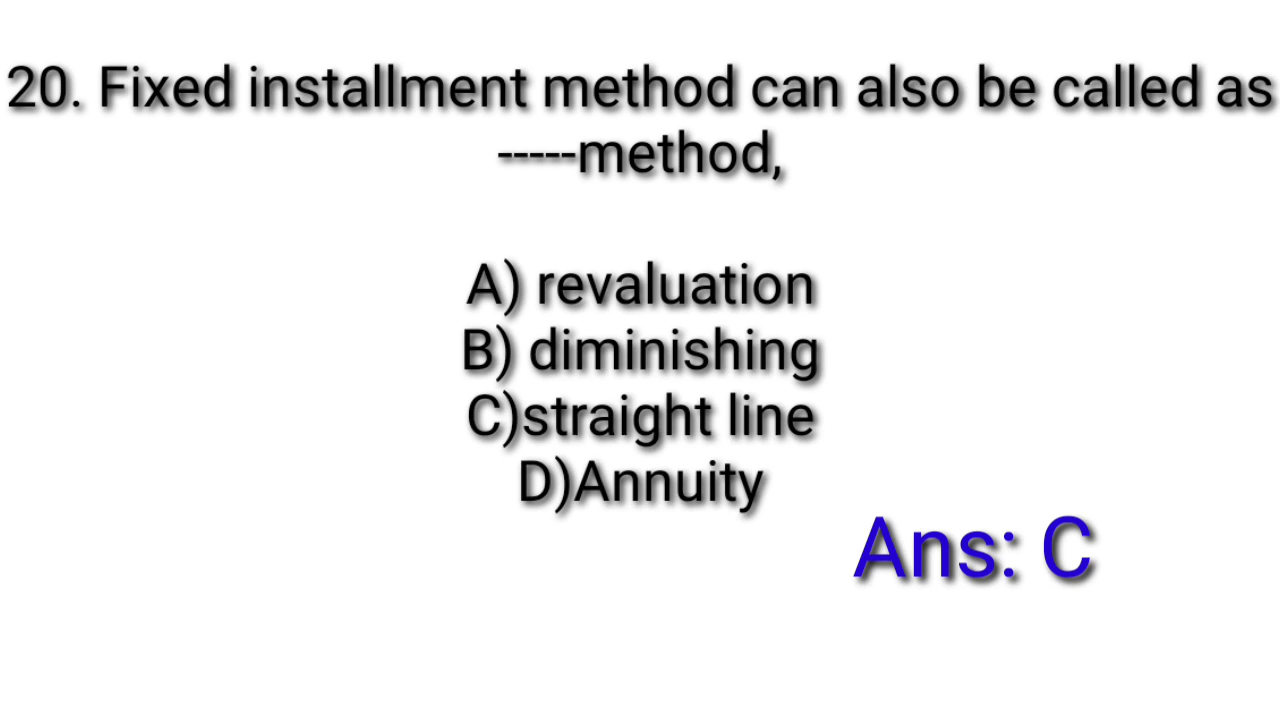 20. Fixed installment method can also be called as
-----method,
A) revaluation
B) diminishing
C)straight line
D)Annuity
Ans: C